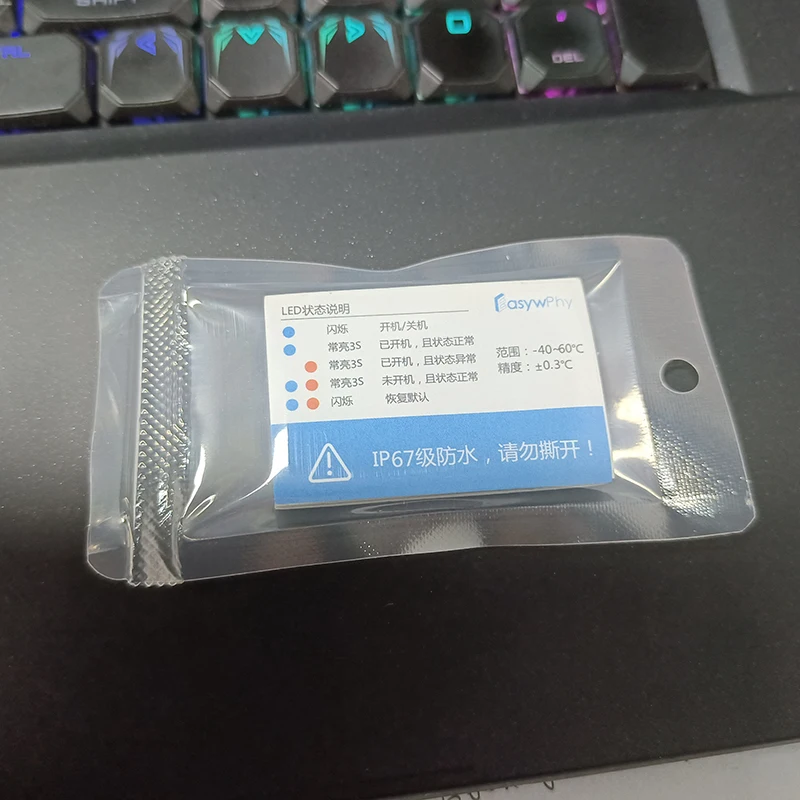 SHIFT
DEL
LED状态说明
EasywPhy
闪烁 开机/关机
常亮3S 已开机，且状态正常
常亮3S 已开机，且状态异常
常亮3S 未开机，且状态正常
闪烁 恢复默认
范围：-40~60℃
精度：±0.3℃
IP67级防水，请勿撕开！